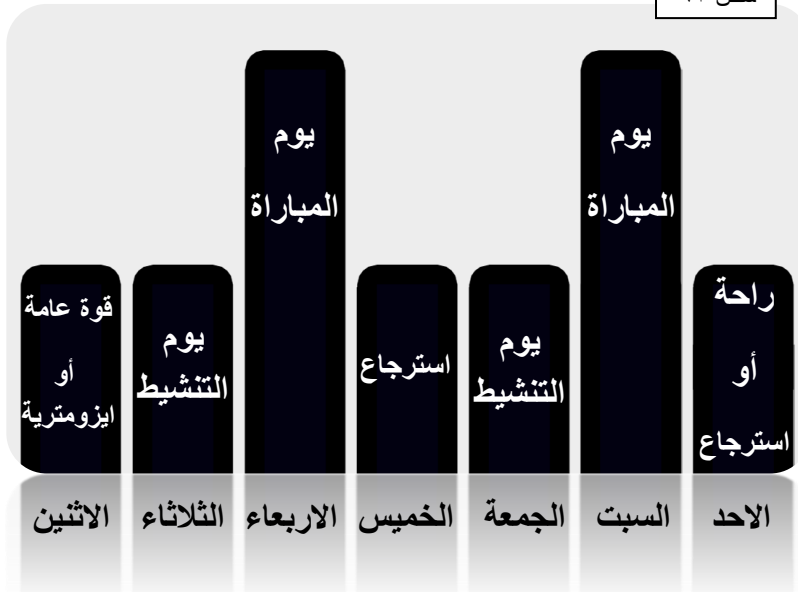 يوم
المباراة
يوم
المباراة
راحة
أو
استرجاع
يوم
التنشيط
استرجاع
يوم
التنشيط
قوة عامة
أو
ايزومترية
الاحد
السبت
الجمعة
الخميس
الاربعاء
الثلاثاء
الاثنين